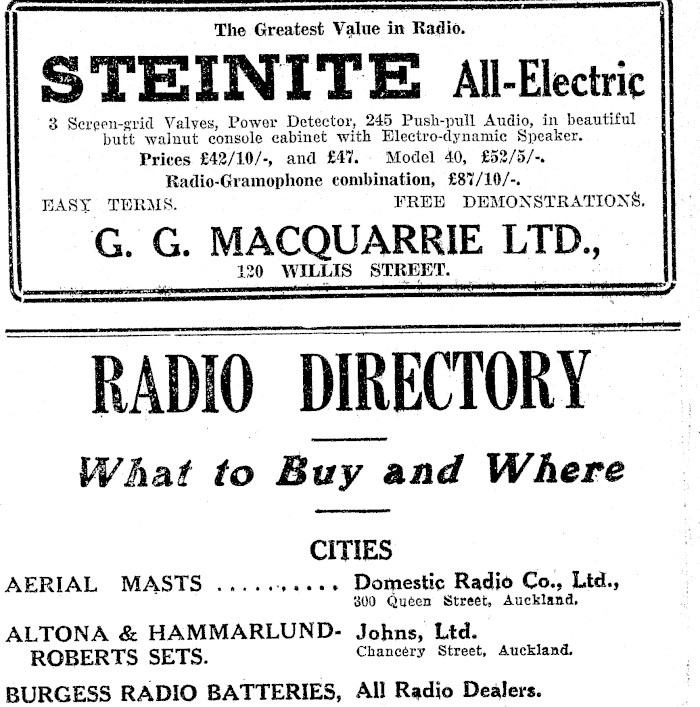 The Greatest Value in Radio.
STEINITE All-Electric
3 Screen-grid Valves, Power Detector, 245 Push-pull Audio, in beautiful
butt walnut console cabinet with Electro-dynamic Speaker.
Prices £42/10/-, and £47. Model 40, £52/5/-.
Radio-Gramophone combination, £87/10/-.
EASY TERMS. FREE DEMONSTRATIONS.
G. G. MACQUARRIE LTD.,
120 WILLIS STREET.
RADIO DIRECTORY
What to Buy and Where
CITIES
AERIAL MASTS .......... Domestic Radio Co., Ltd.,
300 Queen Street, Auckland.
ALTONA & HAMMARLUND- Johns, Ltd.
ROBERTS SETS. Chancery Street, Auckland.
BURGESS RADIO BATTERIES, All Radio Dealers.